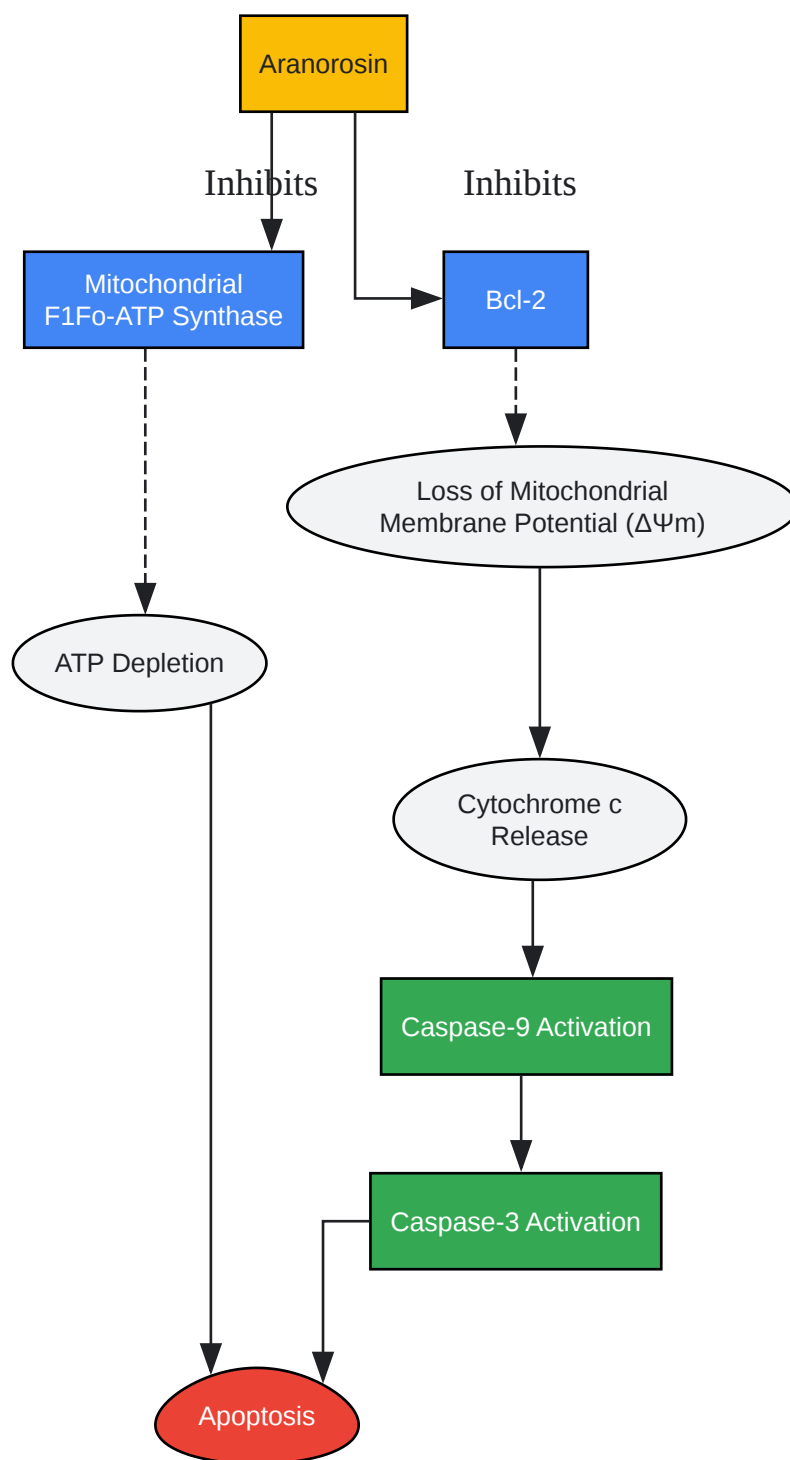 Aranorosin
Inhibits
Inhibits
Mitochondrial
F1Fo-ATP Synthase
Bcl-2
Loss of Mitochondrial
Membrane Potential (ΔΨm)
ATP Depletion
Cytochrome c
Release
Caspase-9 Activation
Caspase-3 Activation
Apoptosis